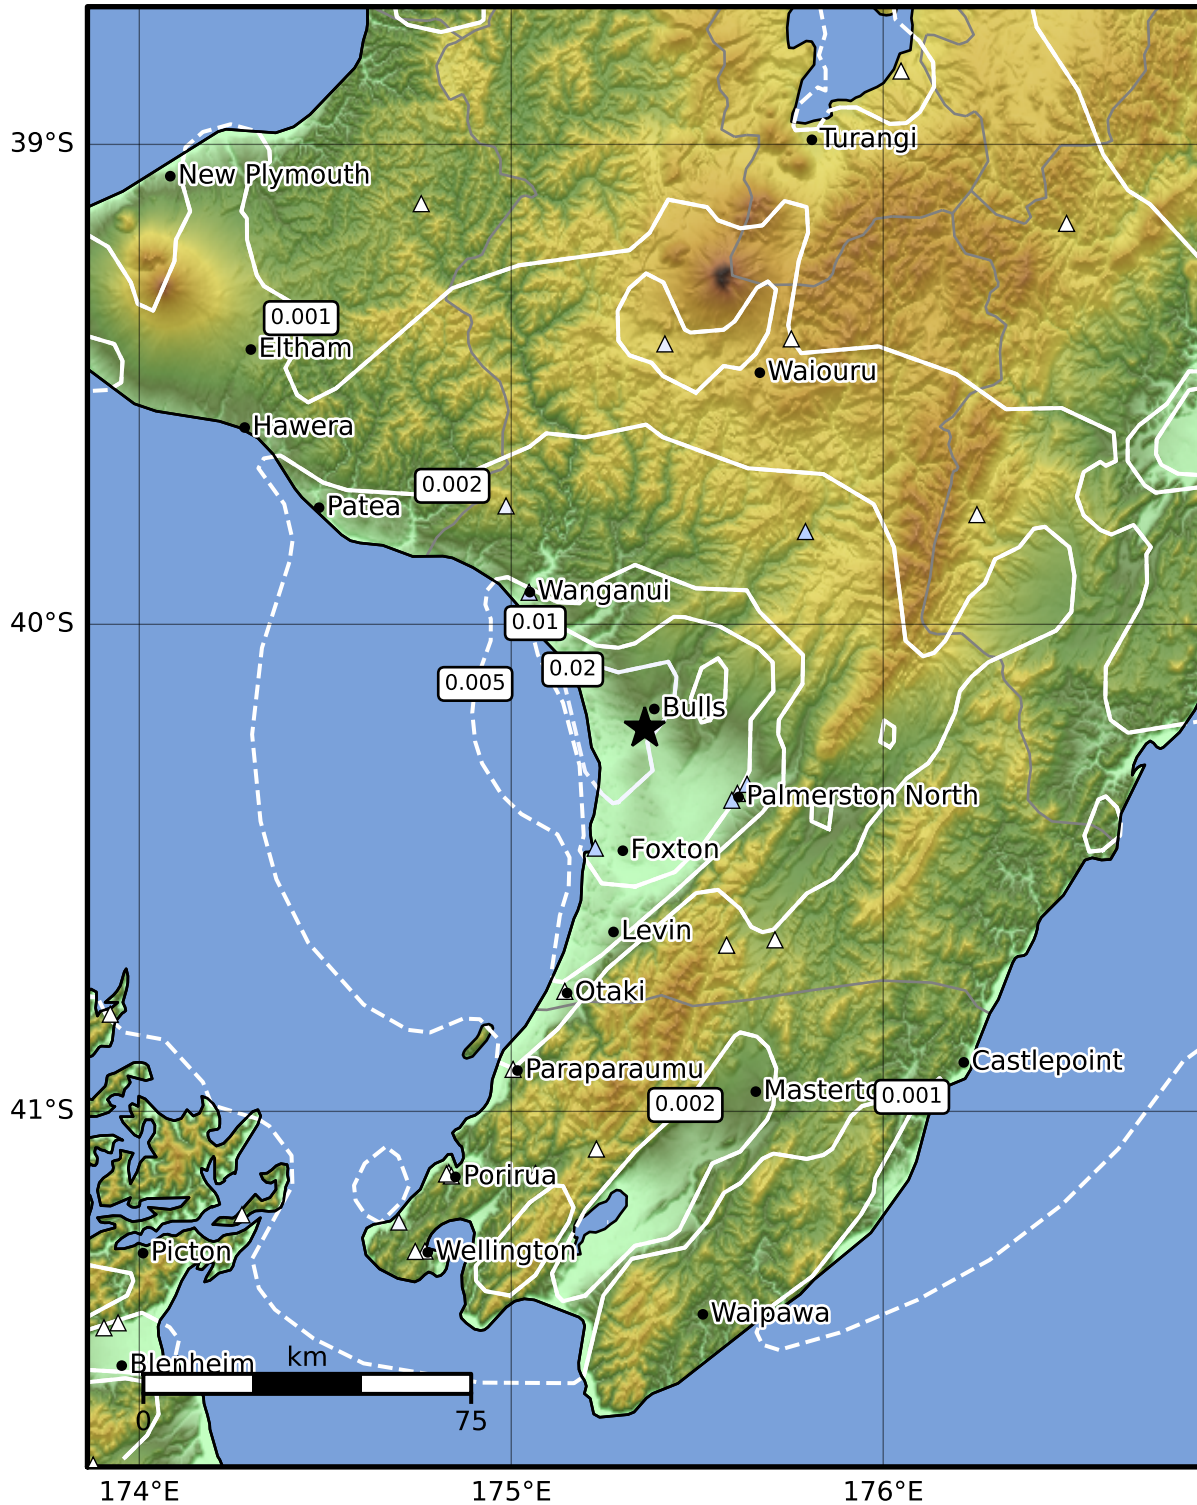 39°S
Turangi
New Plymouth
0.001
Eltham
Waiouru
Hawera
0.002
Patea
Wanganui
40°S
0.01
0.02
0.005
Bulls
Palmerston North
Foxton
Levin
Otaki
Castlepoint
Paraparaumu
Masterto
0.001
0.002
41°S
Porirua
Picton
Wellington
Waipawa
Blenheim
km
0
75
174°E
175°E
176°E